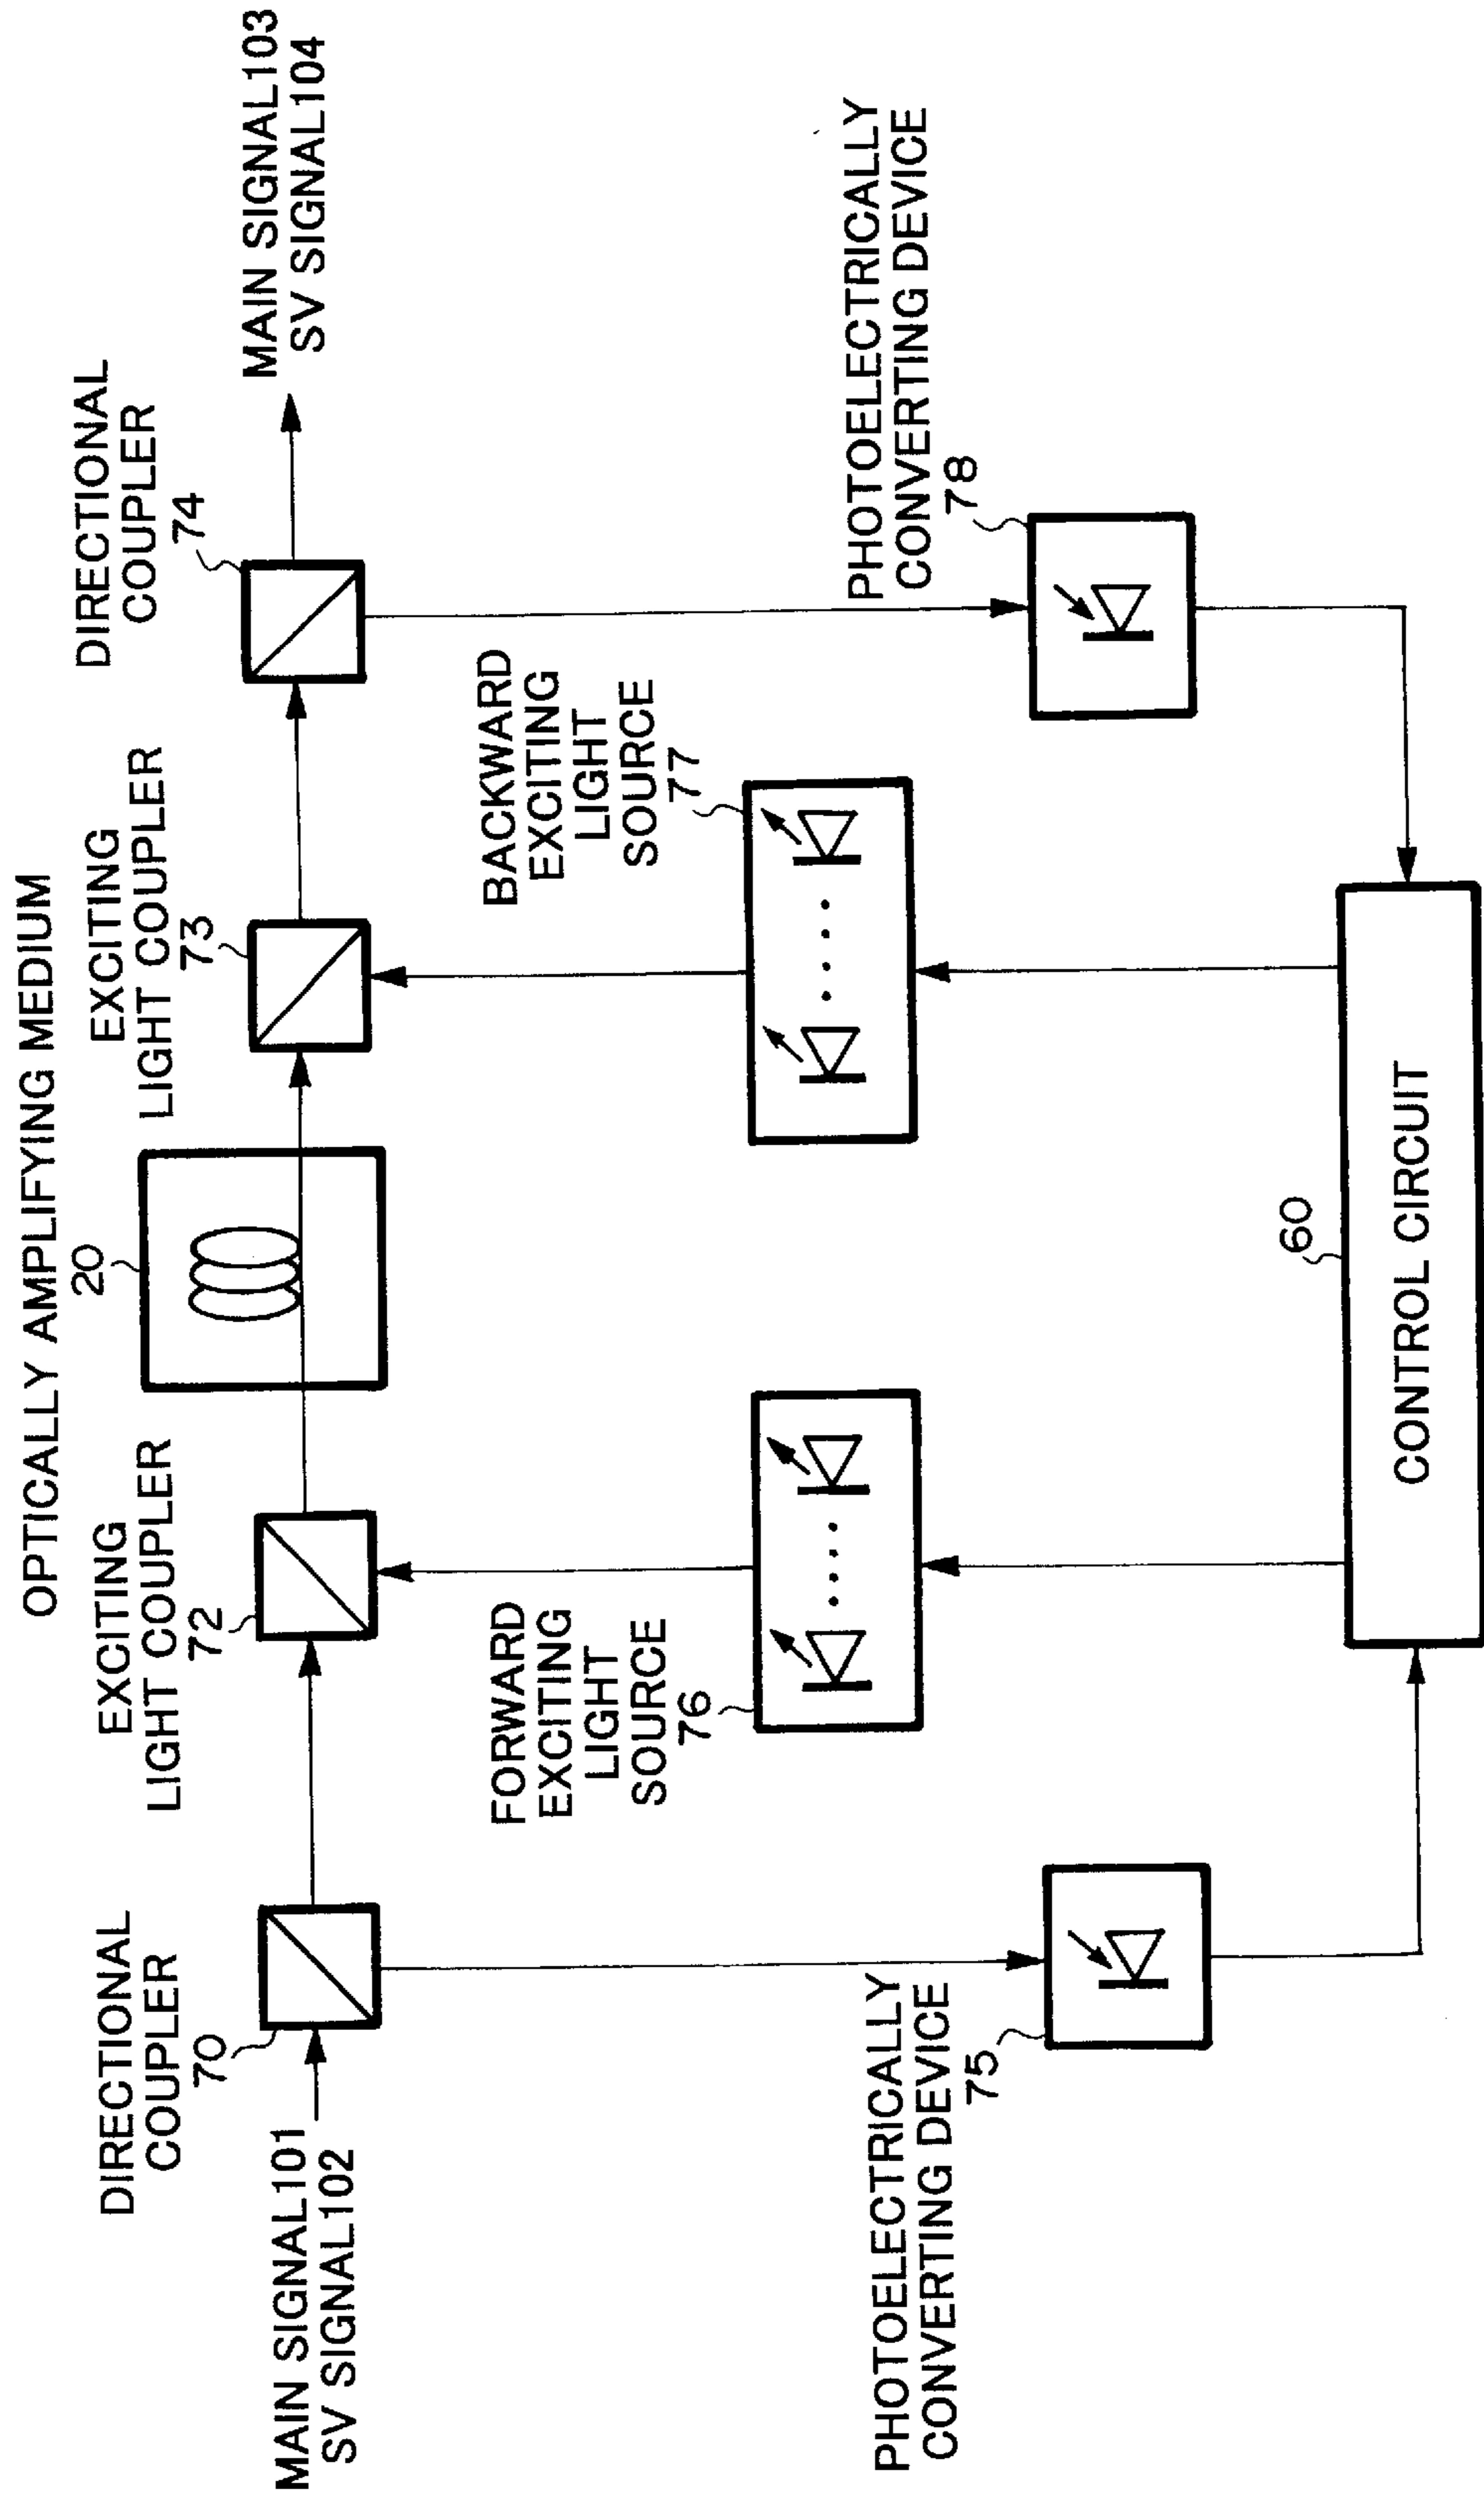 OPTICALLY AMPLIFYING MEDIUM
20
DIRECTIONAL
COUPLER
70
EXCITING
LIGHT COUPLER
72
EXCITING
LIGHT COUPLER
73
DIRECTIONAL
COUPLER
74
MAIN SIGNAL101
SV SIGNAL102
MAIN SIGNAL103
SV SIGNAL104
FORWARD
EXCITING
LIGHT
SOURCE
76
BACKWARD
EXCITING
LIGHT
SOURCE
77
PHOTOELECTRICALLY
CONVERTING DEVICE
75
PHOTOELECTRICALLY
CONVERTING DEVICE
78
60
CONTROL CIRCUIT